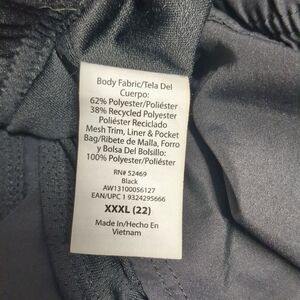 Body Fabric/Tela Del
Cuerpo:
62% Polyester/Poliéster
38% Recycled Polyester
Poliéster Reciclado
Mesh Trim, Liner & Pocket
Bag/Ribete de Malla, Forro
y Bolsa Del Bolsillo:
100% Polyester/Poliéster
RN# 52469
Black
AW13100056127
EAN/UPC 1 9324295666
XXXL (22)
Made In/Hecho En
Vietnam